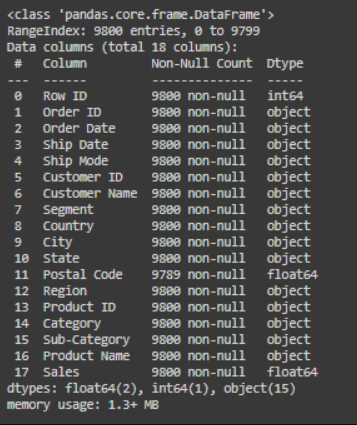 <class 'pandas.core.frame.DataFrame'>
RangeIndex: 9800 entries, 0 to 9799
Data columns (total 18 columns):
 #   Column         Non-Null Count  Dtype
---  ------         --------------  -----
 0   Row ID         9800 non-null   int64
 1   Order ID       9800 non-null   object
 2   Order Date     9800 non-null   object
 3   Ship Date      9800 non-null   object
 4   Ship Mode      9800 non-null   object
 5   Customer ID    9800 non-null   object
 6   Customer Name  9800 non-null   object
 7   Segment        9800 non-null   object
 8   Country        9800 non-null   object
 9   City           9800 non-null   object
 10  State          9800 non-null   object
 11  Postal Code    9789 non-null   float64
 12  Region         9800 non-null   object
 13  Product ID     9800 non-null   object
 14  Category       9800 non-null   object
 15  Sub-Category   9800 non-null   object
 16  Product Name   9800 non-null   object
 17  Sales          9800 non-null   float64
dtypes: float64(2), int64(1), object(15)
memory usage: 1.3+ MB